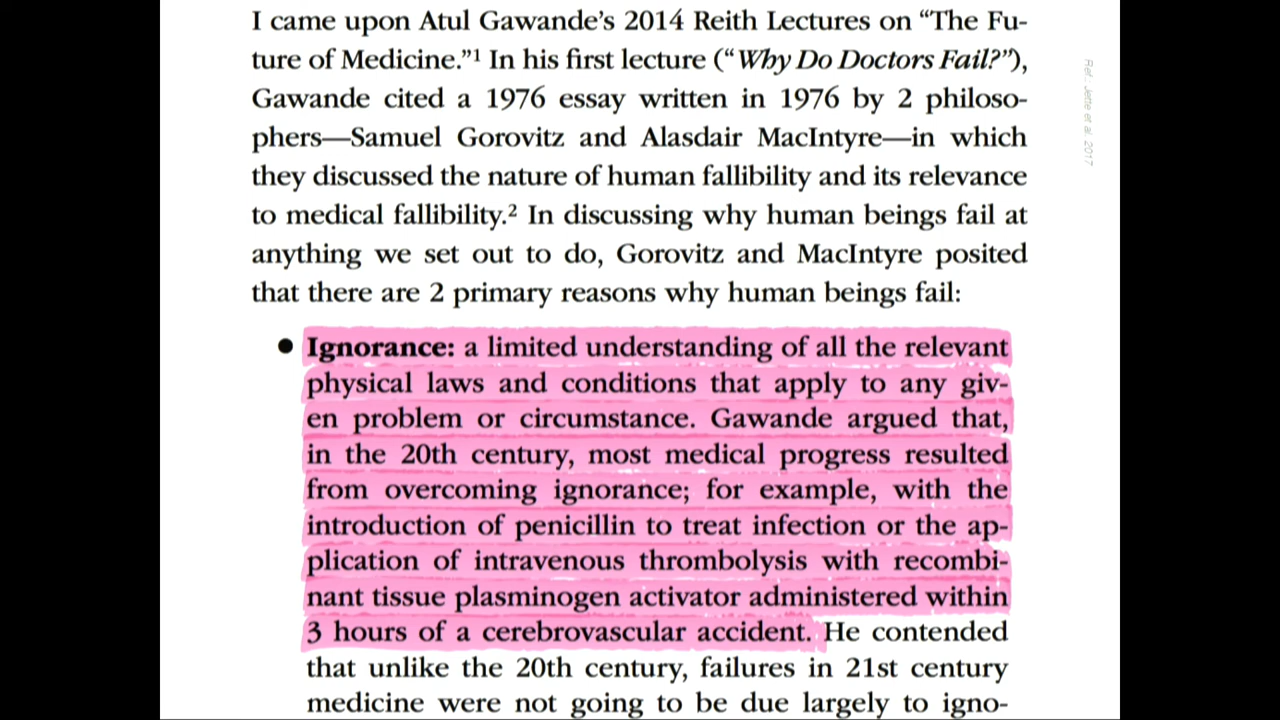 I came upon Atul Gawande’s 2014 Reith Lectures on “The Fu-
ture of Medicine.”¹ In his first lecture (“Why Do Doctors Fail?”),
Gawande cited a 1976 essay written in 1976 by 2 philoso-
phers—Samuel Gorovitz and Alasdair MacIntyre—in which
they discussed the nature of human fallibility and its relevance
to medical fallibility.² In discussing why human beings fail at
anything we set out to do, Gorovitz and MacIntyre posited
that there are 2 primary reasons why human beings fail:
● Ignorance: a limited understanding of all the relevant
physical laws and conditions that apply to any giv-
en problem or circumstance. Gawande argued that,
in the 20th century, most medical progress resulted
from overcoming ignorance; for example, with the
introduction of penicillin to treat infection or the ap-
plication of intravenous thrombolysis with recombi-
nant tissue plasminogen activator administered within
3 hours of a cerebrovascular accident. He contended
that unlike the 20th century, failures in 21st century
medicine were not going to be due largely to igno-
Ref.: Jette et al. 2017